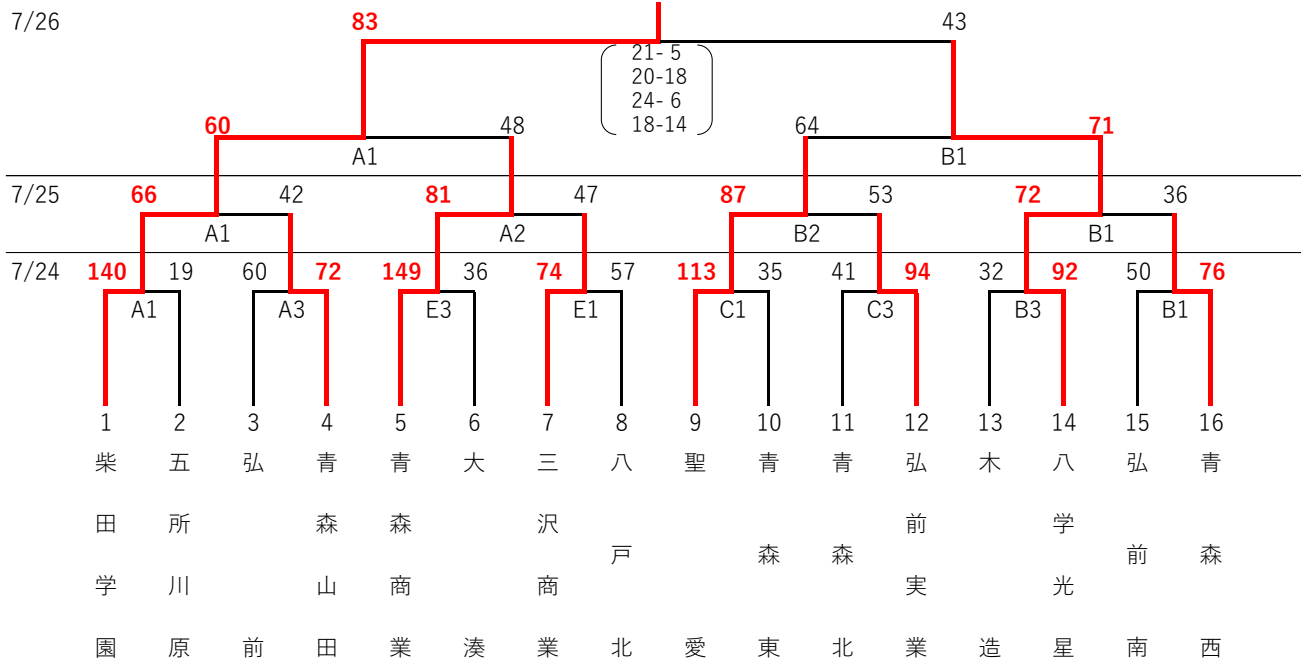 7/26 83 43
21- 5
20-18
24- 6
18-14
60 48 64 71
A1 B1
7/25 66 42 81 47 87 53 72 36
A1 A2 B2 B1
7/24 140 19 60 72 149 36 74 57 113 35 41 94 32 92 50 76
A1 A3 E3 E1 C1 C3 B3 B1
1 2 3 4 5 6 7 8 9 10 11 12 13 14 15 16
柴田学園
五所川原
弘前
青森山田
青森商業
大湊
三沢商業
八戸北
聖愛
青森東
青森北
弘前実業
木造
八学光星
弘前南
青森西